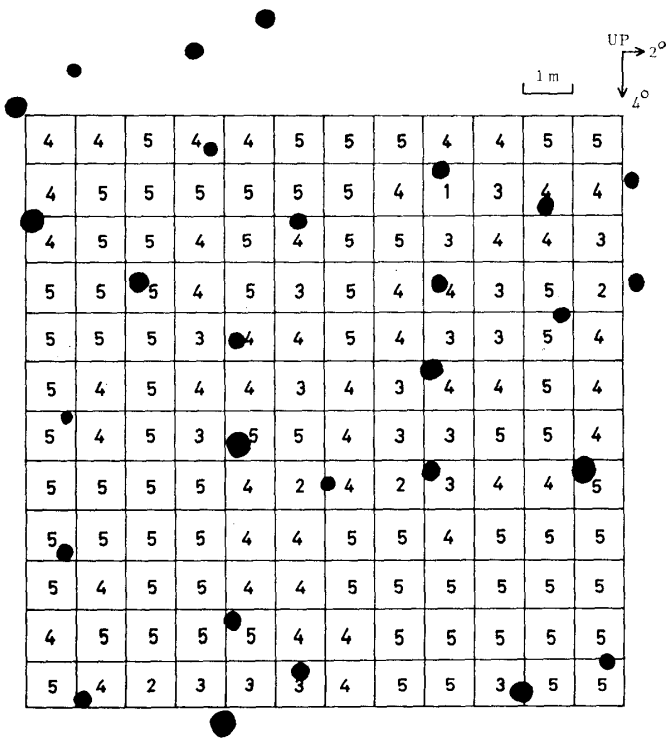 UP
2°
1 m
4°
4 4 5 4 4 5 5 5 4 4 5 5
4 5 5 5 5 5 5 4 1 3 4 4
4 5 5 4 5 4 5 5 3 4 4 3
5 5 5 4 5 3 5 4 4 3 5 2
5 5 5 3 4 4 5 4 3 3 5 4
5 4 5 4 4 3 4 3 4 4 5 4
5 4 5 3 5 5 4 3 3 5 5 4
5 5 5 5 4 2 4 2 3 4 4 5
5 5 5 5 4 4 5 5 4 5 5 5
5 4 5 5 4 4 5 5 5 5 5 5
4 5 5 5 5 4 4 5 5 5 5 5
5 4 2 3 3 3 4 5 5 3 5 5